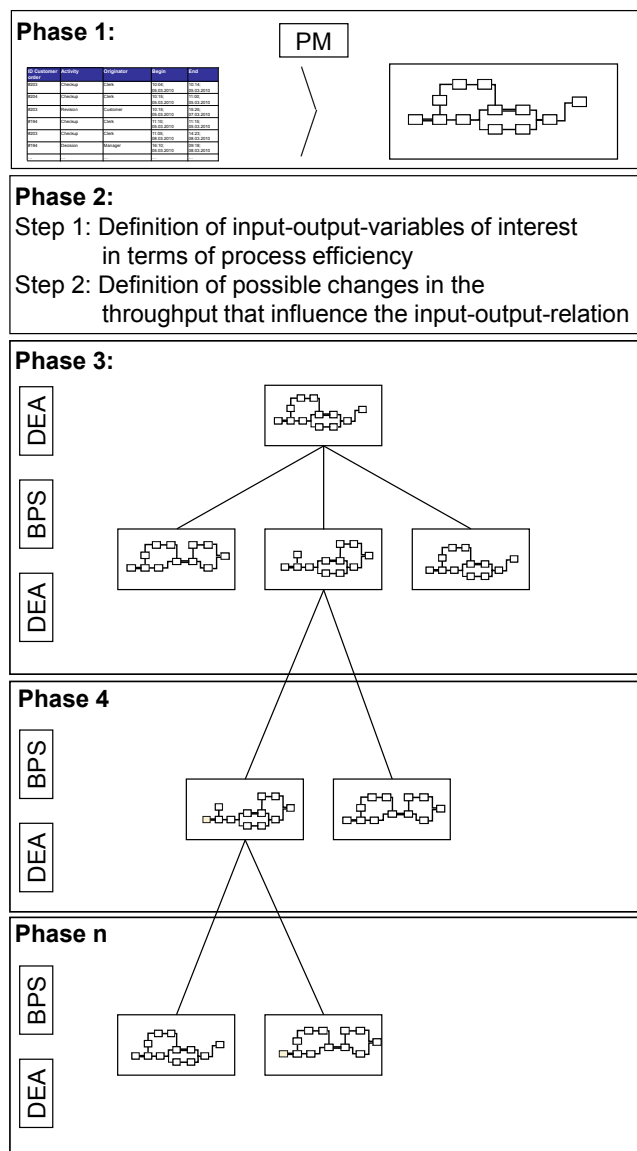 Phase 1:
PM
ID Customer order Activity Originator Begin End
8203 Checkup Clerk
8204 Checkup Clerk
Revision Customer
Checkup Clerk
8203 Checkup Clerk
Decision Manager
Phase 2:
Step 1: Definition of input-output-variables of interest
in terms of process efficiency
Step 2: Definition of possible changes in the
throughput that influence the input-output-relation
Phase 3:
DEA
BPS
DEA
Phase 4
BPS
DEA
Phase n
BPS
DEA